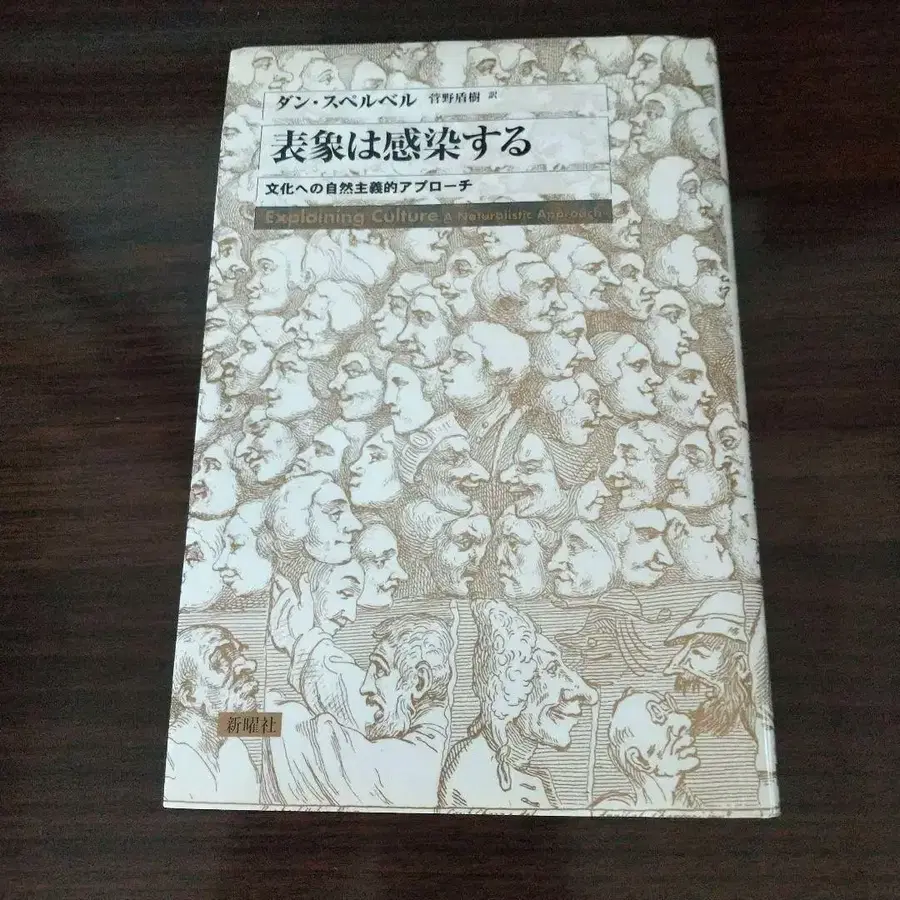 ダン・スペルベル 菅野盾樹 訳
表象は感染する
文化への自然主義的アプローチ
Explaining Culture A Naturalistic Approach
新曜社